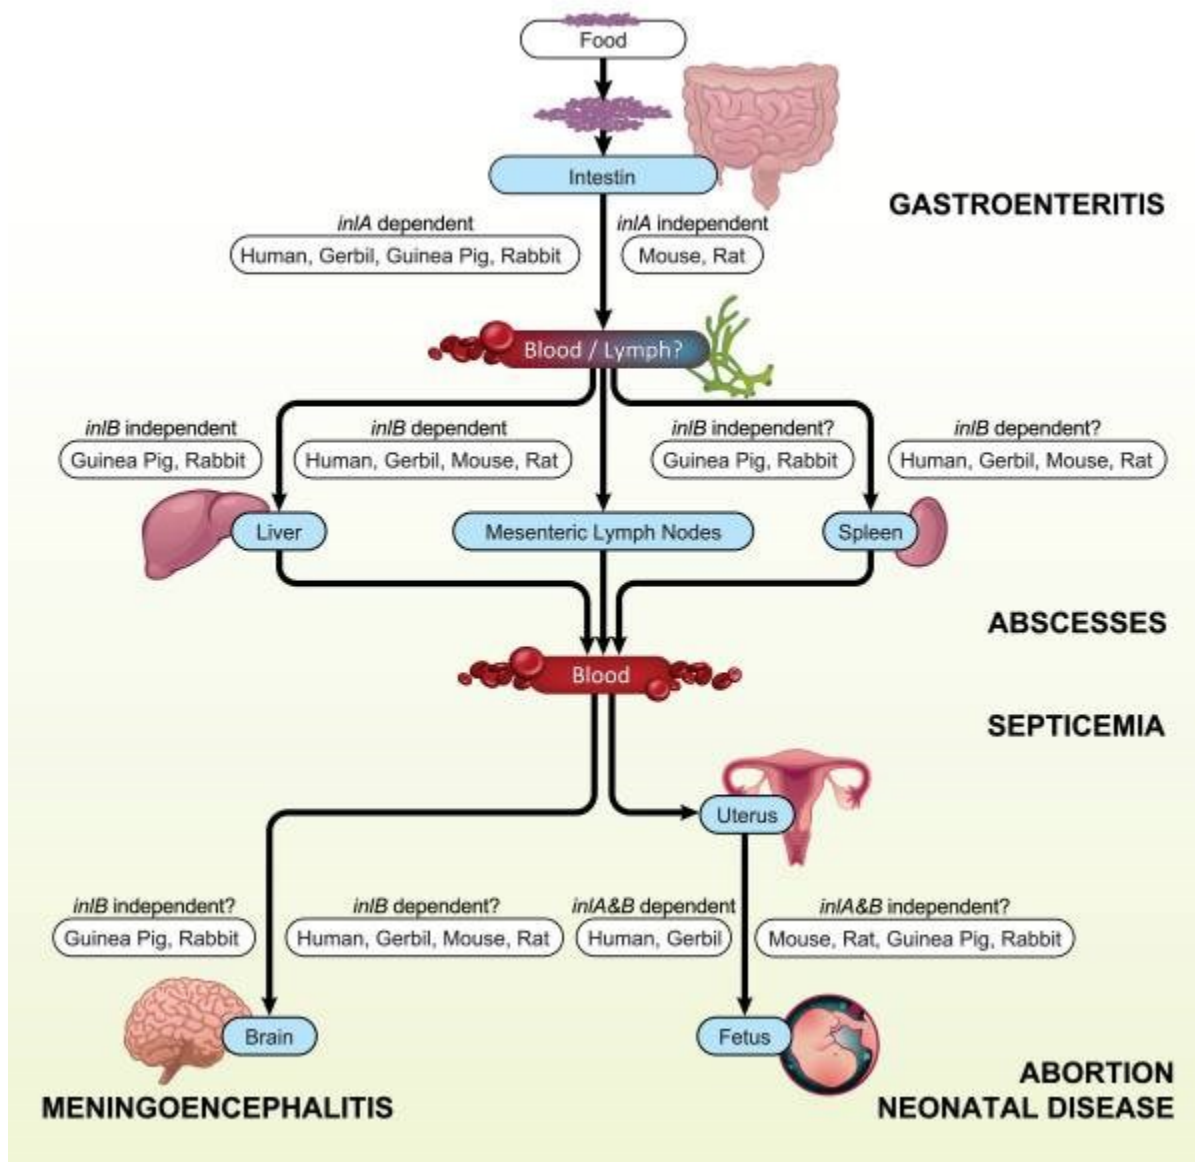 Food
Intestin
GASTROENTERITIS
inlA dependent
Human, Gerbil, Guinea Pig, Rabbit
inlA independent
Mouse, Rat
Blood / Lymph?
inlB independent
Guinea Pig, Rabbit
inlB dependent
Human, Gerbil, Mouse, Rat
inlB independent?
Guinea Pig, Rabbit
inlB dependent?
Human, Gerbil, Mouse, Rat
Liver
Mesenteric Lymph Nodes
Spleen
ABSCESSES
Blood
SEPTICEMIA
Uterus
inlB independent?
Guinea Pig, Rabbit
inlB dependent?
Human, Gerbil, Mouse, Rat
inlA&B dependent
Human, Gerbil
inlA&B independent?
Mouse, Rat, Guinea Pig, Rabbit
Brain
Fetus
MENINGOENCEPHALITIS
ABORTION
NEONATAL DISEASE